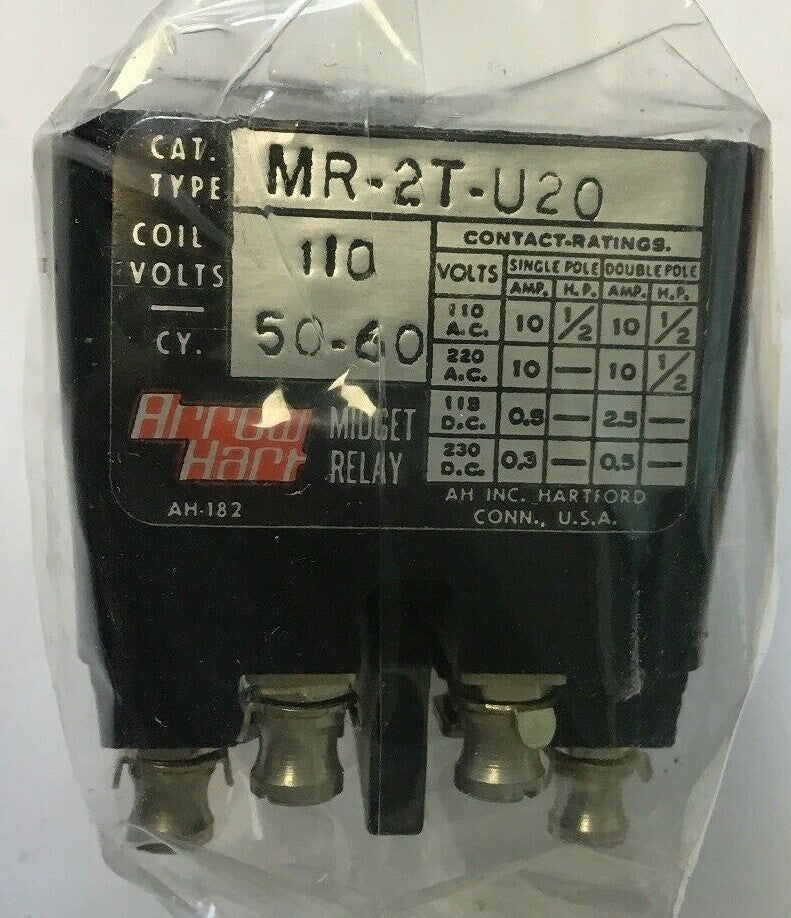 CAT. TYPE MR-2T-U20
COIL VOLTS 110
CY. 50-60
CONTACT-RATINGS.
VOLTS SINGLE POLE DOUBLE POLE
AMP. H.P. AMP. H.P.
110 A.C. 10 1/2 10 1/2
220 A.C. 10 — 10 1/2
115 D.C. 0.5 — 2.5 —
230 D.C. 0.3 — 0.5 —
Arrow Hart MIDGET RELAY
AH-182
AH INC. HARTFORD
CONN., U.S.A.